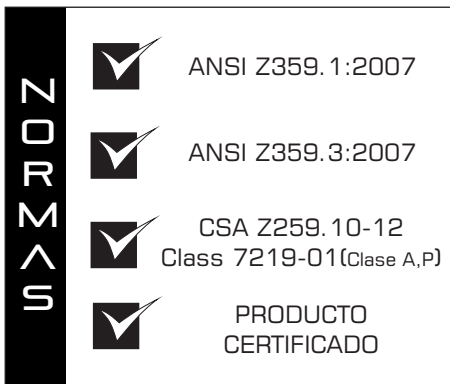 NORMAS
ANSI Z359.1:2007
ANSI Z359.3:2007
CSA Z259.10-12
Class 7219-01(Clase A,P)
PRODUCTO
CERTIFICADO